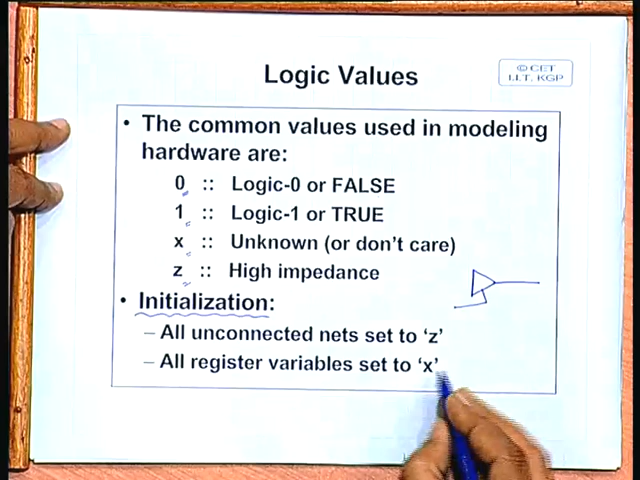 Logic Values
© CET
I.I.T. KGP
• The common values used in modeling
hardware are:
0 :: Logic-0 or FALSE
1 :: Logic-1 or TRUE
x :: Unknown (or don't care)
z :: High impedance
• Initialization:
– All unconnected nets set to 'z'
– All register variables set to 'x'